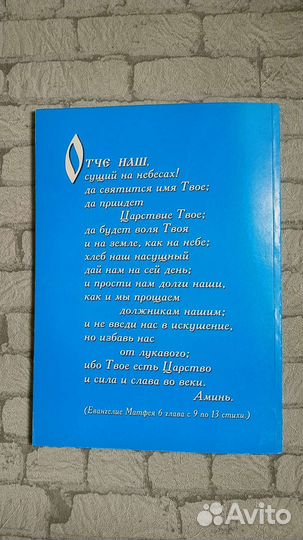 Отче наш,
сущий на небесах!
да святится имя Твое;
да приидет
Царствие Твое;
да будет воля Твоя
и на земле, как на небе;
хлеб наш насущный
дай нам на сей день;
и прости нам долги наши,
как и мы прощаем
должникам нашим;
и не введи нас в искушение,
но избавь нас
от лукавого;
ибо Твое есть Царство
и сила и слава во веки.
Аминь.
(Евангелие Матфея 6 глава с 9 по 13 стихи.)
Avito